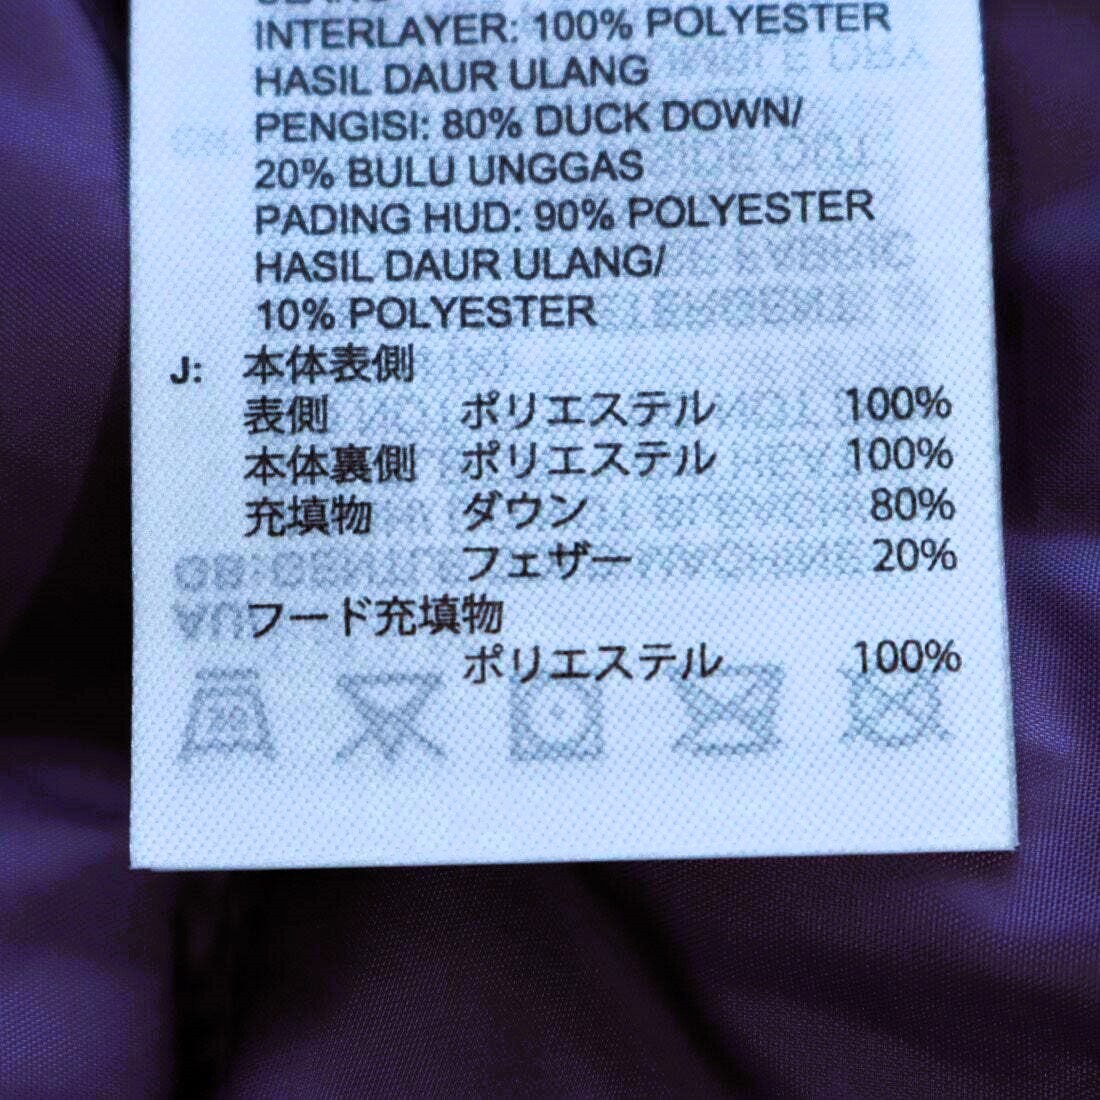 INTERLAYER: 100% POLYESTER
HASIL DAUR ULANG
PENGISI: 80% DUCK DOWN/
20% BULU UNGGAS
PADING HUD: 90% POLYESTER
HASIL DAUR ULANG/
10% POLYESTER
J: 本体表側
表側 ポリエステル 100%
本体裏側 ポリエステル 100%
充填物 ダウン 80%
フェザー 20%
フード充填物
ポリエステル 100%